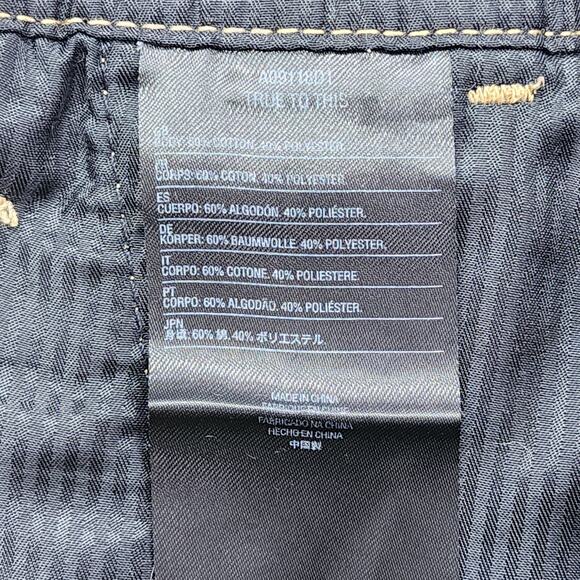 A0911801
TRUE TO THIS
GB
BODY: 60% COTTON. 40% POLYESTER
FR
CORPS: 60% COTON. 40% POLYESTER
ES
CUERPO: 60% ALGODÓN. 40% POLIÉSTER.
DE
KÖRPER: 60% BAUMWOLLE. 40% POLYESTER.
IT
CORPO: 60% COTONE. 40% POLIESTERE.
PT
CORPO: 60% ALGODÃO. 40% POLIÉSTER.
JPN
身頃: 60% 綿. 40% ポリエステル
MADE IN CHINA
FABRIQUÉ EN CHINE
FABRICADO NA CHINA
HECHO EN CHINA
中国製